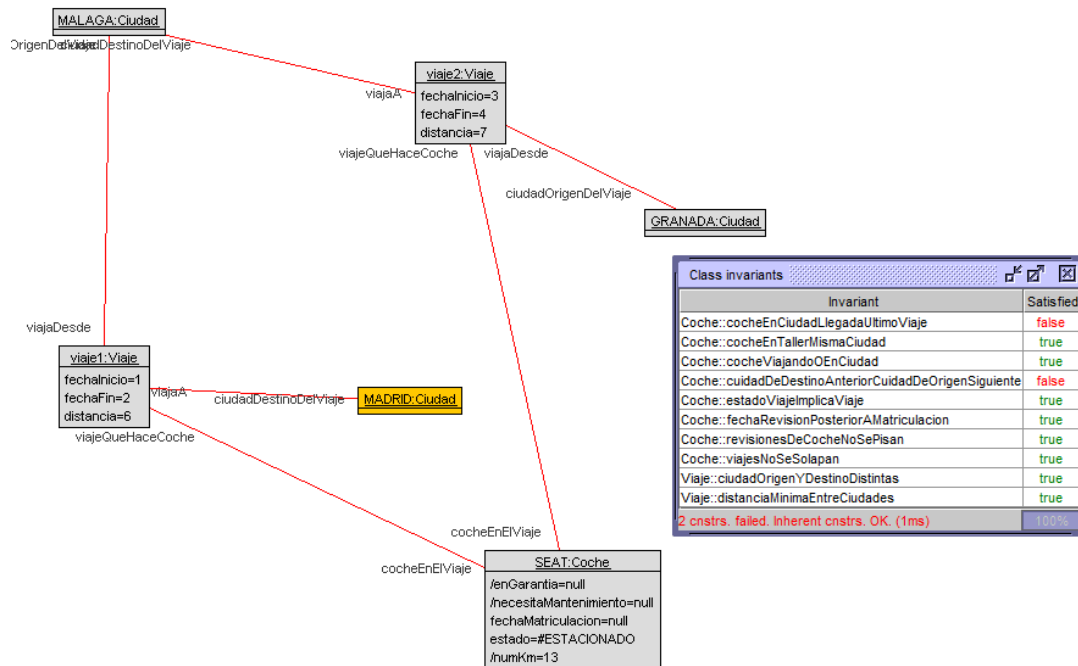 MALAGA:Ciudad
OrigenDelViaje
ciudadDestinoDelViaje
viajaA
viaje2:Viaje
fechaInicio=3
fechaFin=4
distancia=7
viajeQueHaceCoche
viajaDesde
ciudadOrigenDelViaje
GRANADA:Ciudad
viajaDesde
viaje1:Viaje
fechaInicio=1
fechaFin=2
distancia=6
viajaA
ciudadDestinoDelViaje
MADRID:Ciudad
viajeQueHaceCoche
cocheEnElViaje
cocheEnElViaje
SEAT:Coche
/enGarantia=null
/necesitaMantenimiento=null
fechaMatriculacion=null
estado=#ESTACIONADO
/numKm=13
Class invariants
Invariant Satisfied
Coche::cocheEnCiudadLlegadaUltimoViaje false
Coche::cocheEnTallerMismaCiudad true
Coche::cocheViajandoOEnCiudad true
Coche::cuidadDeDestinoAnteriorCuidadDeOrigenSiguiente false
Coche::estadoViajeImplicaViaje true
Coche::fechaRevisionPosteriorAMatriculacion true
Coche::revisionesDeCocheNoSePisan true
Coche::viajesNoSeSolapan true
Viaje::ciudadOrigenYDestinoDistintas true
Viaje::distanciaMinimaEntreCiudades true
2 cnstrs. failed. Inherent cnstrs. OK. (1ms) 100%